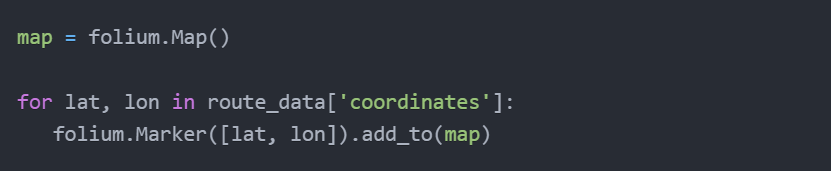 map = folium.Map()
for lat, lon in route_data['coordinates']:
folium.Marker([lat, lon]).add_to(map)